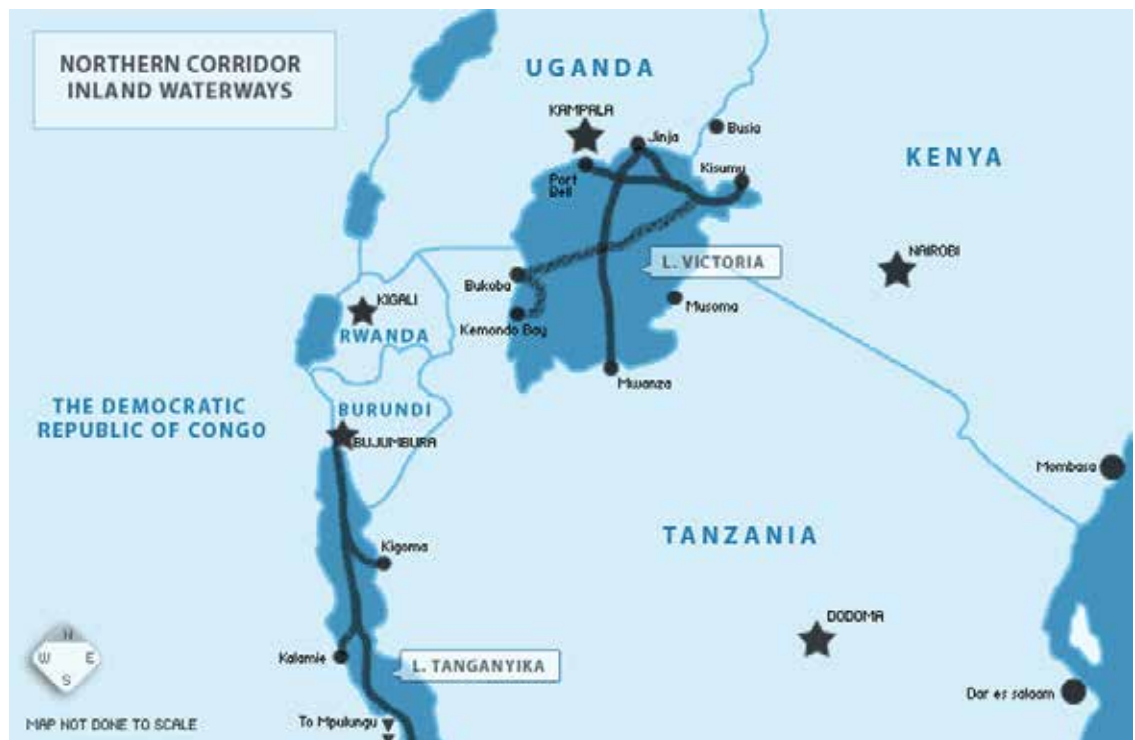 NORTHERN CORRIDOR
INLAND WATERWAYS
UGANDA
KAMPALA
Jinja
Busia
KENYA
Port
Bell
Kisumu
L. VICTORIA
NAIROBI
Bukoba
Musoma
KIGALI
Kemondo Bay
RWANDA
Mwanza
THE DEMOCRATIC
REPUBLIC OF CONGO
BURUNDI
BUJUMBURA
Mombasa
TANZANIA
Kigoma
DODOMA
N
W E
S
Kalamie
L. TANGANYIKA
Dar es salaam
MAP NOT DONE TO SCALE
To Mpulungu